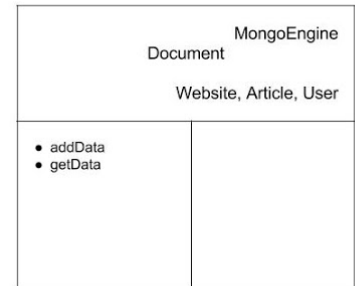 MongoEngine
Document
Website, Article, User
● addData
● getData